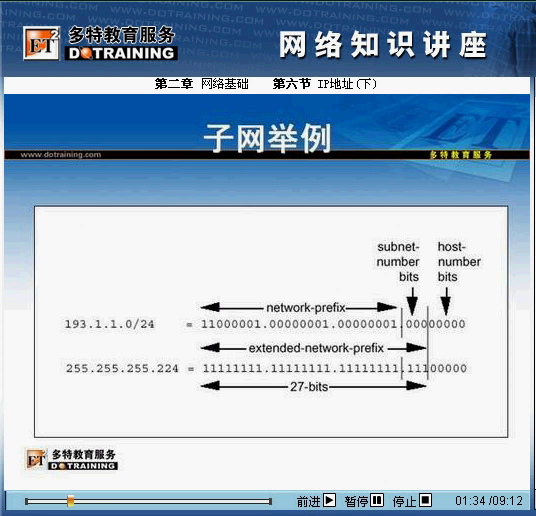 ET2 多特教育服务
DOTRAINING
网络知识讲座
第二章 网络基础 第六节 IP地址(下)
子网举例
www.dotraining.com 多特教育服务
subnet- host-
number number
bits bits
network-prefix
193.1.1.0/24 = 11000001.00000001.00000001.00000000
extended-network-prefix
255.255.255.224 = 11111111.11111111.11111111.11100000
27-bits
ET2 多特教育服务
DOTRAINING
前进 暂停 停止 01:34/09:12